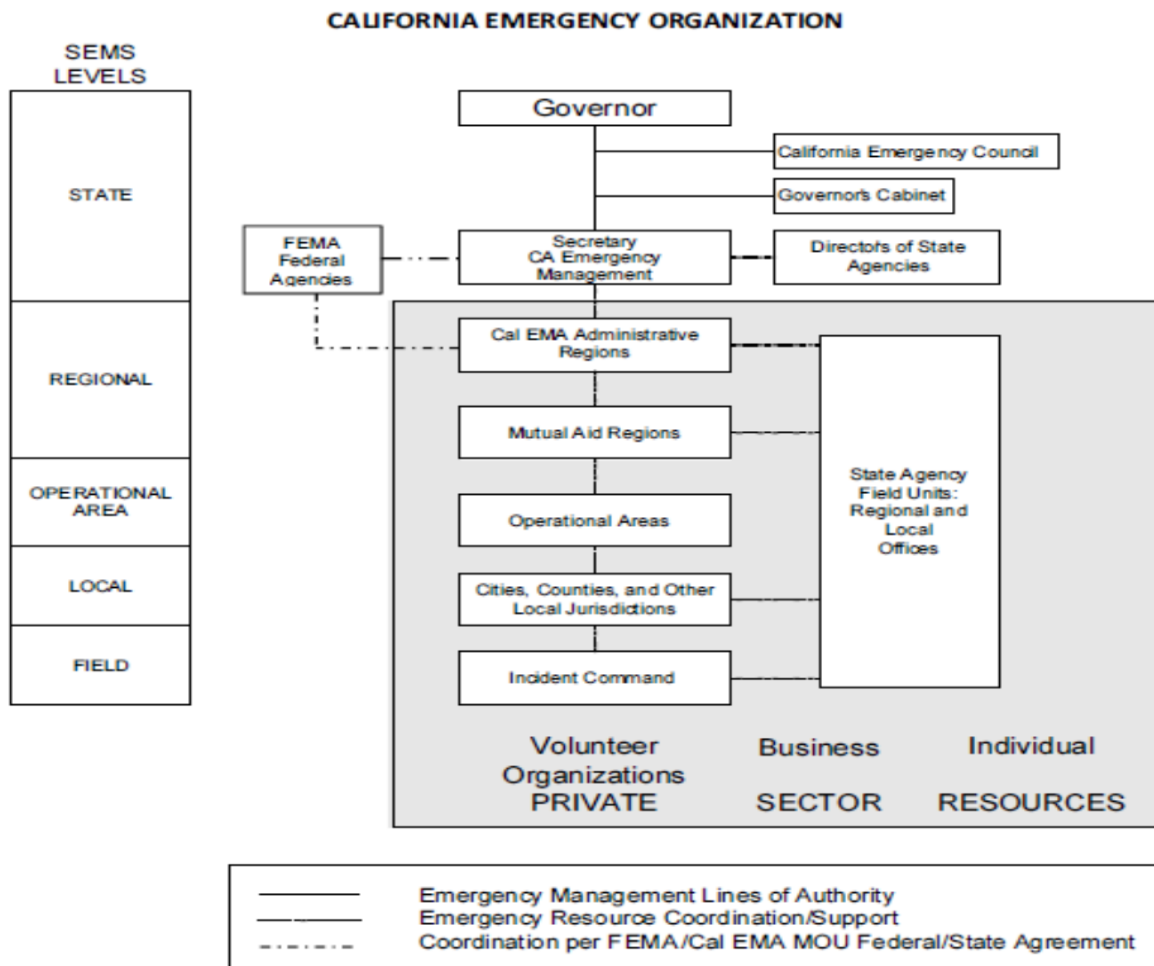 CALIFORNIA EMERGENCY ORGANIZATION
SEMS
LEVELS
STATE
REGIONAL
OPERATIONAL
AREA
LOCAL
FIELD
Governor
California Emergency Council
Governor's Cabinet
FEMA
Federal
Agencies
Secretary
CA Emergency
Management
Director's of State
Agencies
Cal EMA Administrative
Regions
Mutual Aid Regions
Operational Areas
Cities, Counties, and Other
Local Jurisdictions
Incident Command
State Agency
Field Units:
Regional and
Local
Offices
Volunteer
Organizations
PRIVATE
Business
SECTOR
Individual
RESOURCES
Emergency Management Lines of Authority
Emergency Resource Coordination/Support
Coordination per FEMA/Cal EMA MOU Federal/State Agreement